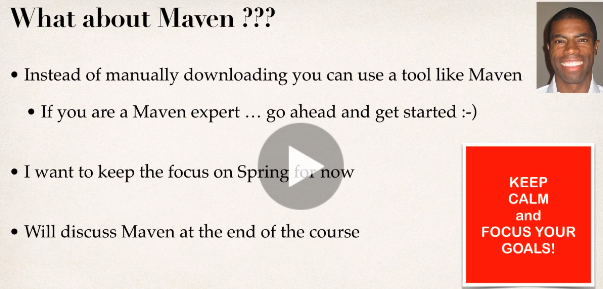 What about Maven ???
• Instead of manually downloading you can use a tool like Maven
• If you are a Maven expert … go ahead and get started :-)
• I want to keep the focus on Spring for now
• Will discuss Maven at the end of the course
KEEP
CALM
and
FOCUS YOUR
GOALS!